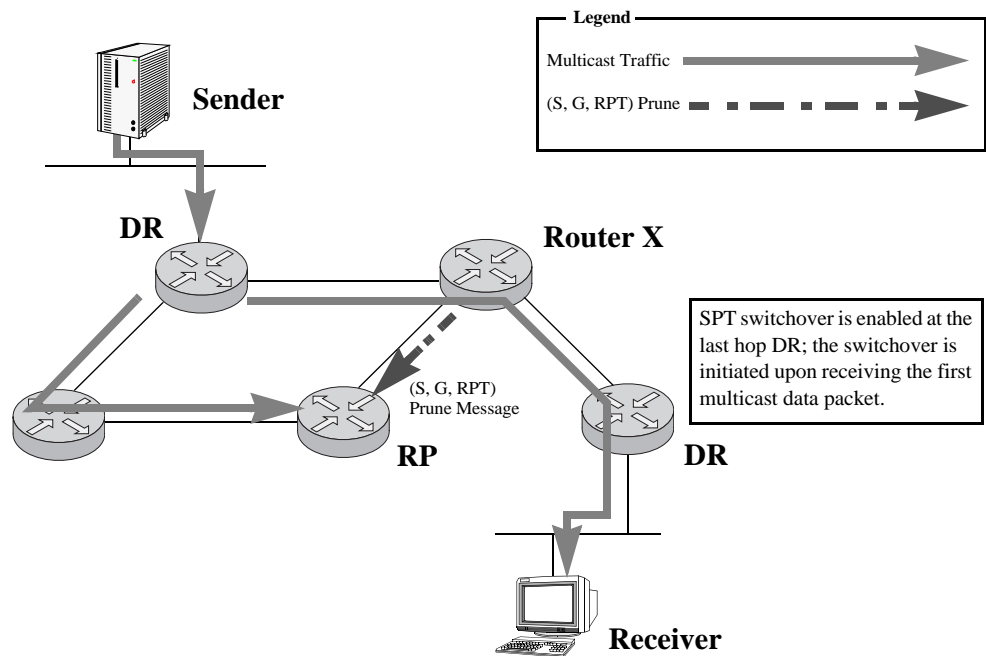 Legend
Multicast Traffic
(S, G, RPT) Prune
Sender
DR
Router X
SPT switchover is enabled at the
last hop DR; the switchover is
initiated upon receiving the first
multicast data packet.
(S, G, RPT)
Prune Message
RP
DR
Receiver